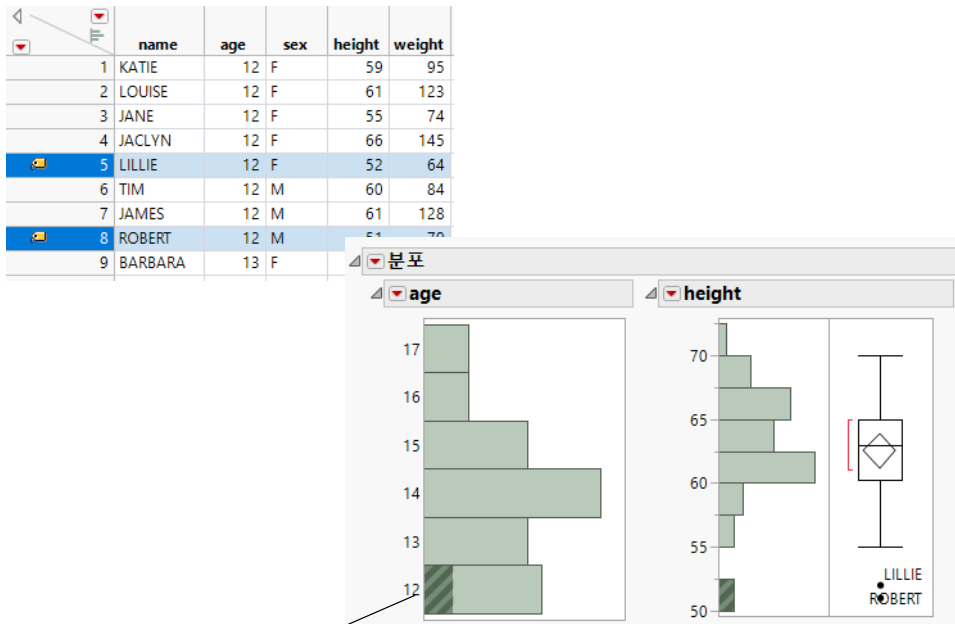 name age sex height weight
1 KATIE 12 F 59 95
2 LOUISE 12 F 61 123
3 JANE 12 F 55 74
4 JACLYN 12 F 66 145
5 LILLIE 12 F 52 64
6 TIM 12 M 60 84
7 JAMES 12 M 61 128
8 ROBERT 12 M 51 79
9 BARBARA 13 F
분포
age
height
17
16
15
14
13
12
70
65
60
55
50
LILLIE
ROBERT